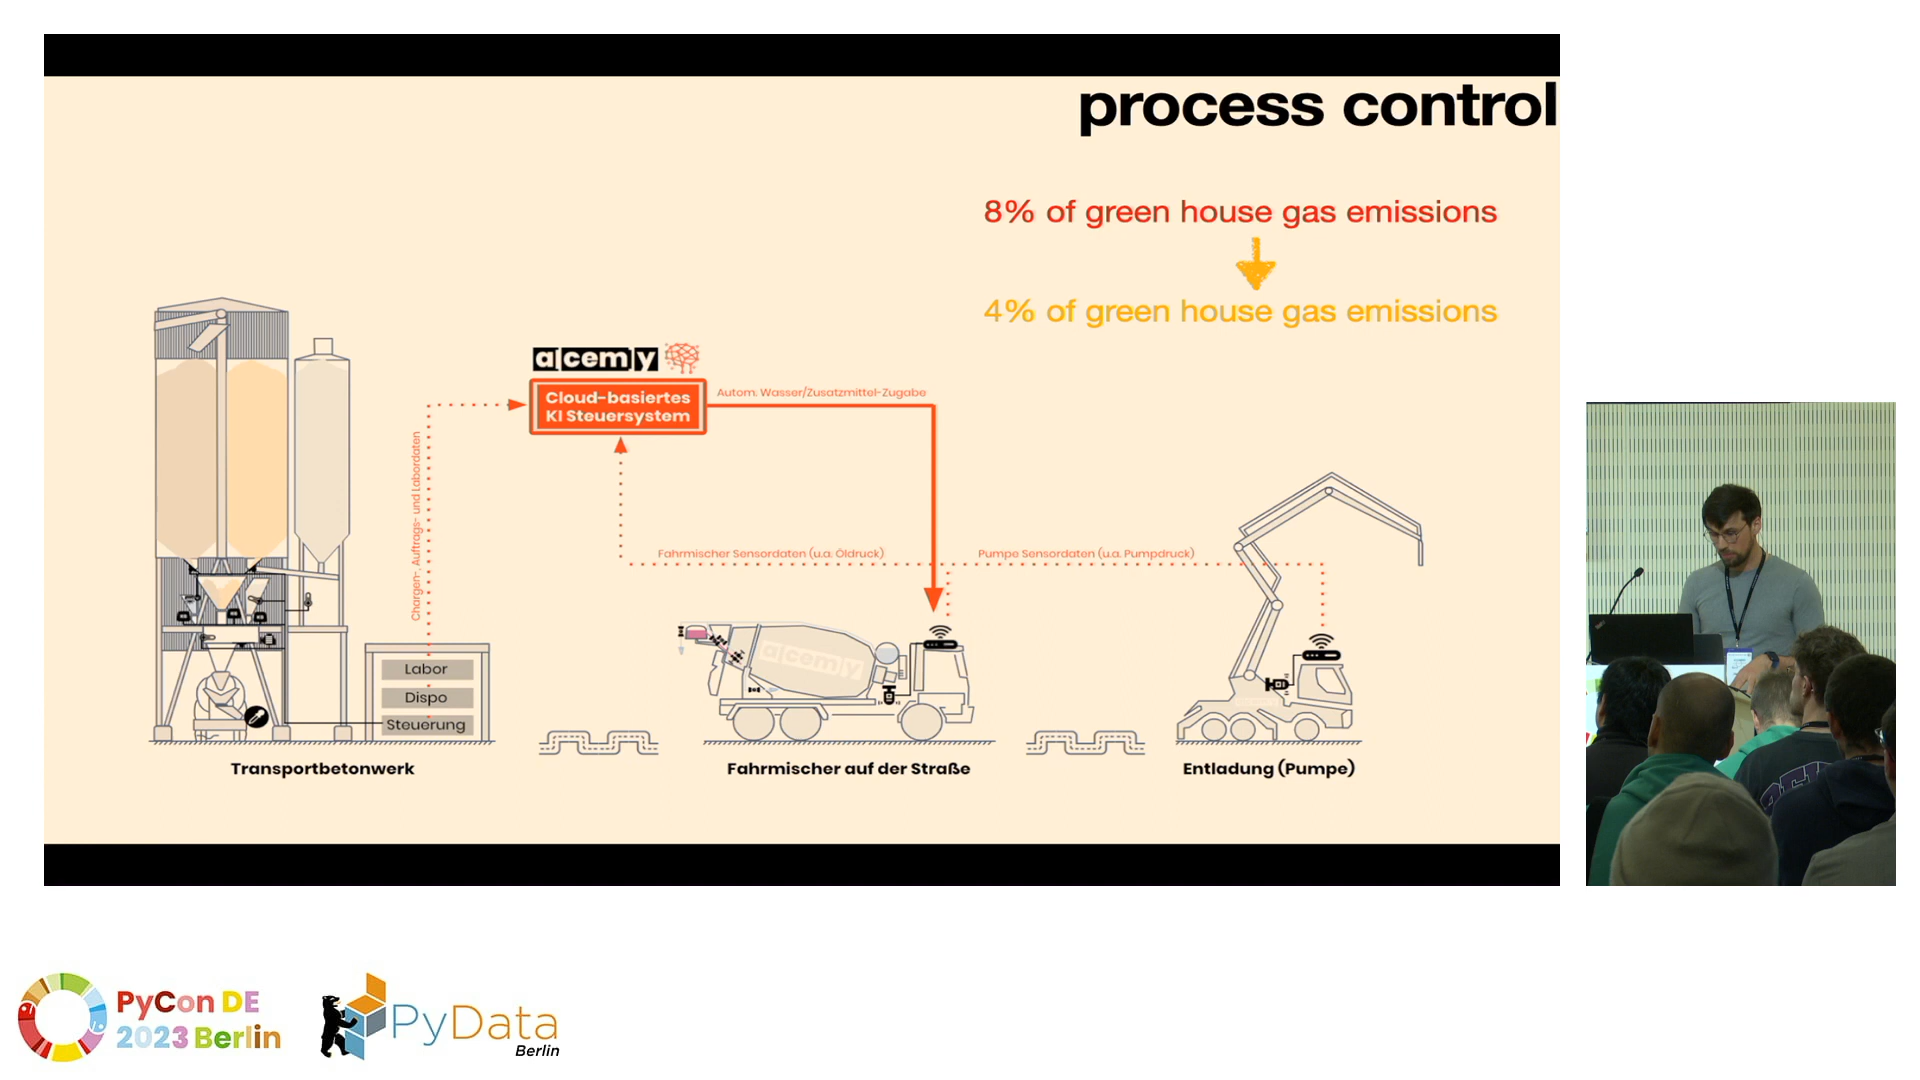 process control
8% of green house gas emissions
4% of green house gas emissions
a|cem|y
Cloud-basiertes
KI Steuersystem
Autom. Wasser/Zusatzmittel-Zugabe
Chargen-, Auftrags- und Labordaten
Fahrmischer Sensordaten (u.a. Öldruck)
Pumpe Sensordaten (u.a. Pumpdruck)
a|cem|y
Labor
Dispo
Steuerung
Transportbetonwerk
Fahrmischer auf der Straße
Entladung (Pumpe)
PyCon DE
2023 Berlin
PyData
Berlin